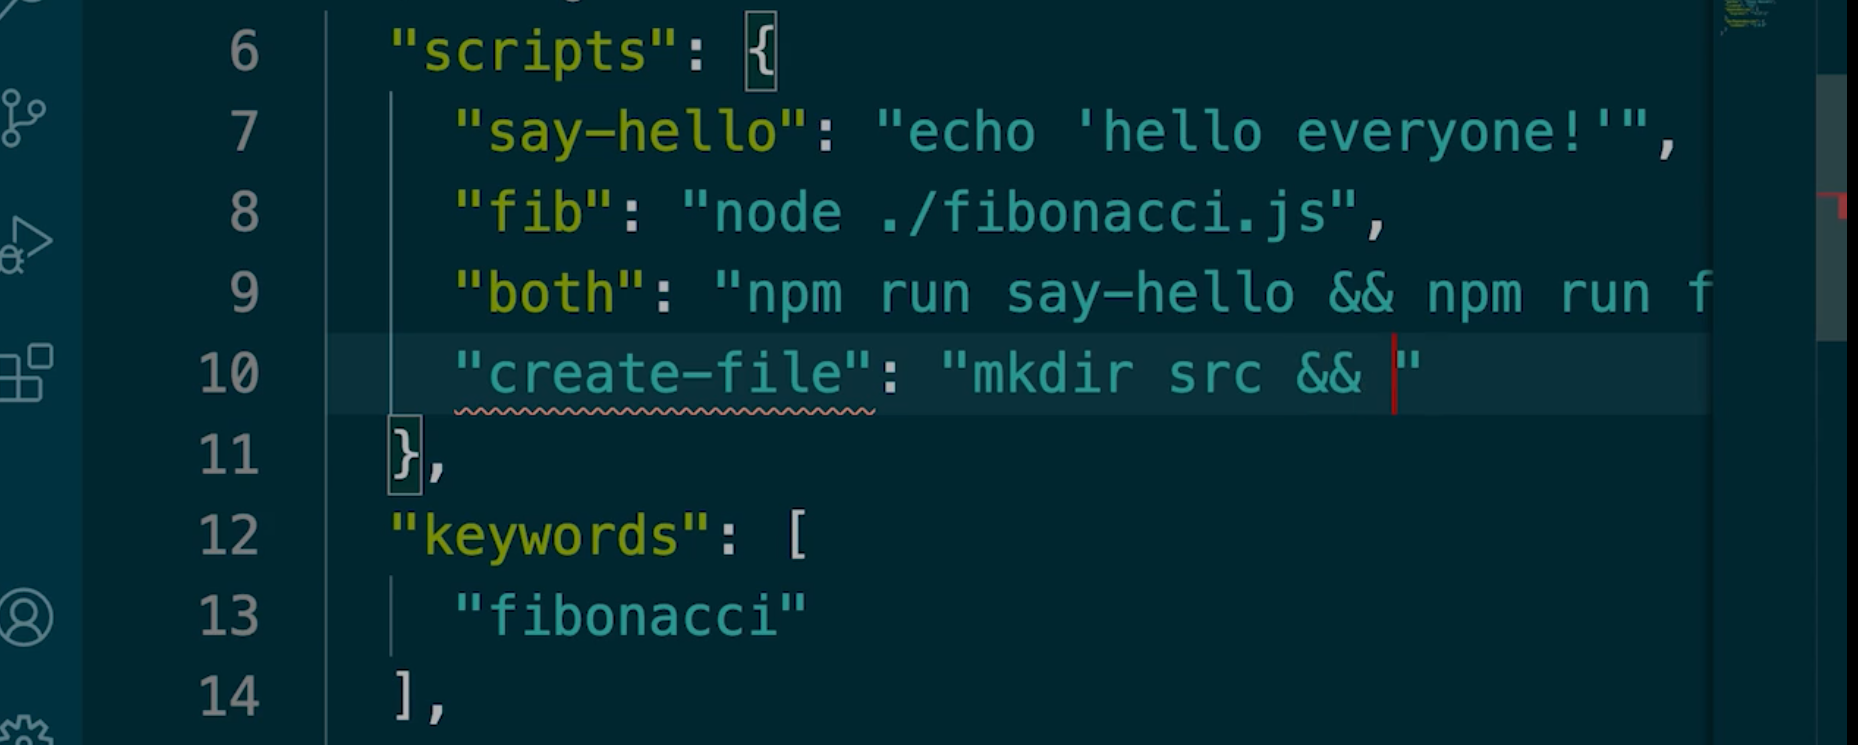 6 "scripts": {
7 "say-hello": "echo 'hello everyone!'",
8 "fib": "node ./fibonacci.js",
9 "both": "npm run say-hello && npm run f
10 "create-file": "mkdir src && "
11 },
12 "keywords": [
13 "fibonacci"
14 ],